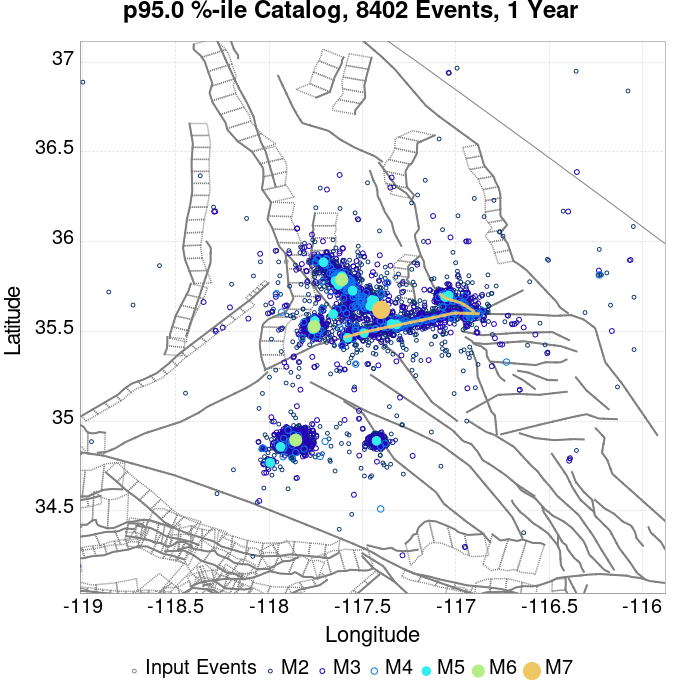 p95.0 %-ile Catalog, 8402 Events, 1 Year
37
36.5
36
35.5
35
34.5
Latitude
-119 -118.5 -118 -117.5 -117 -116.5 -116
Longitude
Input Events M2 M3 M4 M5 M6 M7